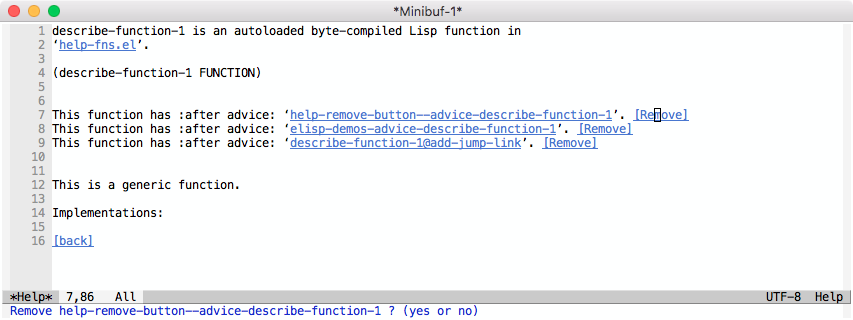 *Minibuf-1*
1 describe-function-1 is an autoloaded byte-compiled Lisp function in
2 ‘help-fns.el’.
3
4 (describe-function-1 FUNCTION)
5
6
7 This function has :after advice: ‘help-remove-button--advice-describe-function-1’. [Remove]
8 This function has :after advice: ‘elisp-demos-advice-describe-function-1’. [Remove]
9 This function has :after advice: ‘describe-function-1@add-jump-link’. [Remove]
10
11
12 This is a generic function.
13
14 Implementations:
15
16 [back]
*Help* 7,86 All UTF-8 Help
Remove help-remove-button--advice-describe-function-1 ? (yes or no)